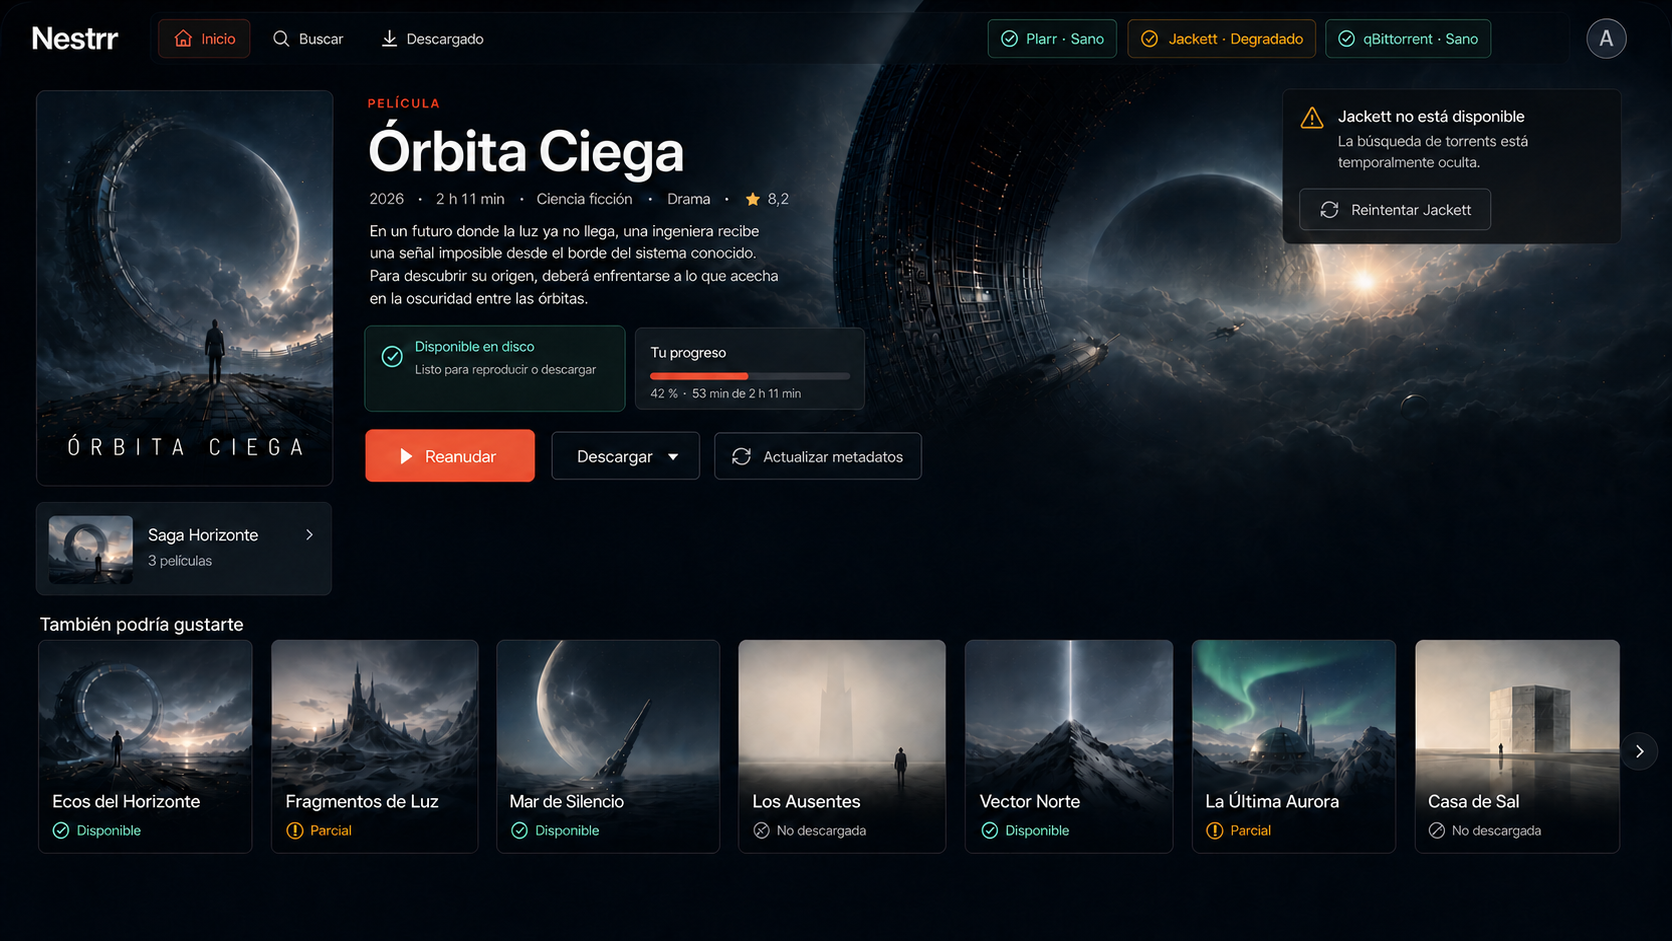 Nestrr
Inicio
Buscar
Descargado
Plarr · Sano
Jackett · Degradado
qBittorrent · Sano
A
Jackett no está disponible
La búsqueda de torrents está
temporalmente oculta.
Reintentar Jackett
PELÍCULA
Órbita Ciega
2026 • 2 h 11 min • Ciencia ficción • Drama • 8,2
En un futuro donde la luz ya no llega, una ingeniera recibe
una señal imposible desde el borde del sistema conocido.
Para descubrir su origen, deberá enfrentarse a lo que acecha
en la oscuridad entre las órbitas.
Disponible en disco
Listo para reproducir o descargar
Tu progreso
42 % · 53 min de 2 h 11 min
Reanudar
Descargar
Actualizar metadatos
ÓRBITA CIEGA
Saga Horizonte
3 películas
También podría gustarte
Ecos del Horizonte
Disponible
Fragmentos de Luz
Parcial
Mar de Silencio
Disponible
Los Ausentes
No descargada
Vector Norte
Disponible
La Última Aurora
Parcial
Casa de Sal
No descargada